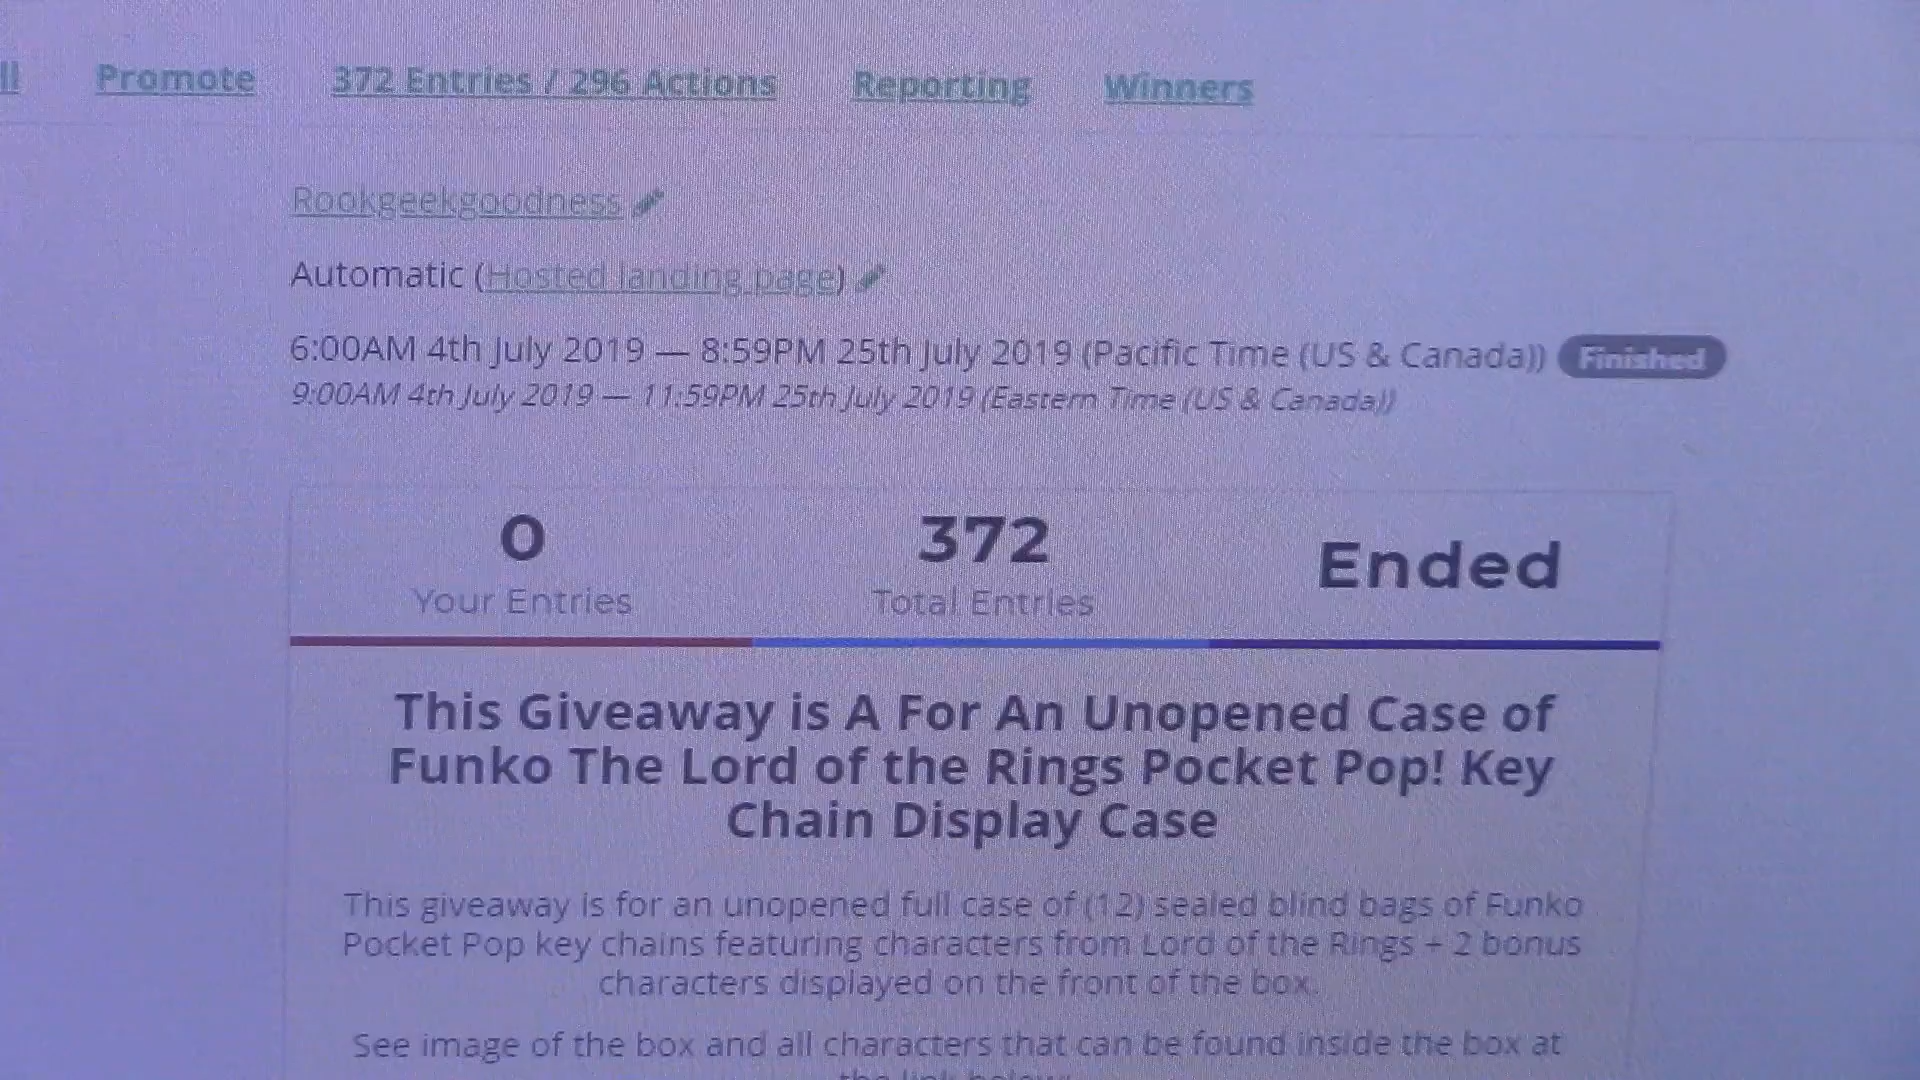 ll Promote 372 Entries / 296 Actions Reporting Winners
Rookgeekgoodness
Automatic (Hosted landing page)
6:00AM 4th July 2019 — 8:59PM 25th July 2019 (Pacific Time (US & Canada)) Finished
9:00AM 4th July 2019 — 11:59PM 25th July 2019 (Eastern Time (US & Canada))
0 372 Ended
Your Entries Total Entries
This Giveaway is A For An Unopened Case of
Funko The Lord of the Rings Pocket Pop! Key
Chain Display Case
This giveaway is for an unopened full case of (12) sealed blind bags of Funko
Pocket Pop key chains featuring characters from Lord of the Rings + 2 bonus
characters displayed on the front of the box.
See image of the box and all characters that can be found inside the box at
the link below